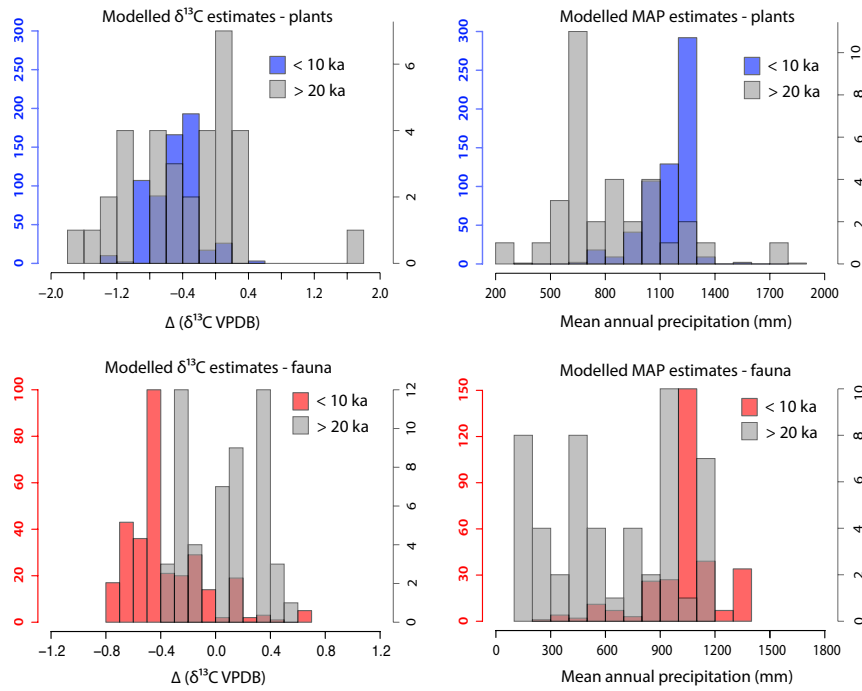 Modelled δ¹³C estimates - plants
300
250
200
150
100
50
0
6
4
2
0
< 10 ka
> 20 ka
−2.0 −1.2 −0.4 0.4 1.2 2.0
Δ (δ¹³C VPDB)
Modelled MAP estimates - plants
300
250
200
150
100
50
0
10
8
6
4
2
0
< 10 ka
> 20 ka
200 500 800 1100 1400 1700 2000
Mean annual precipitation (mm)
Modelled δ¹³C estimates - fauna
100
80
60
40
20
0
12
10
8
6
4
2
0
< 10 ka
> 20 ka
−1.2 −0.8 −0.4 0.0 0.4 0.8 1.2
Δ (δ¹³C VPDB)
Modelled MAP estimates - fauna
150
120
90
60
30
0
10
8
6
4
2
0
< 10 ka
> 20 ka
0 300 600 900 1200 1500 1800
Mean annual precipitation (mm)